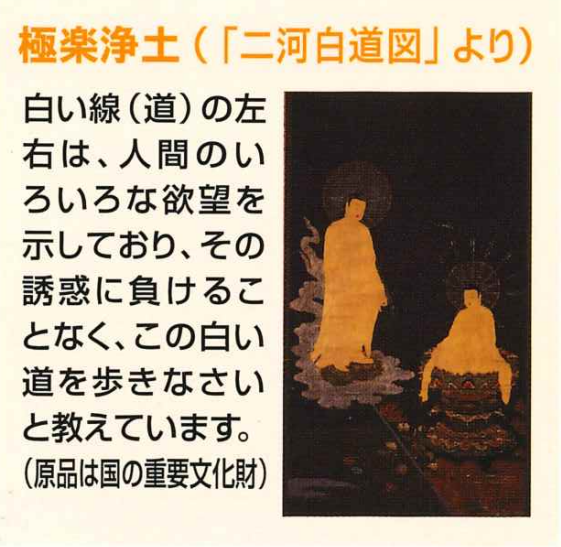 極楽浄土（「二河白道図」より）
白い線（道）の左
右は、人間のい
ろいろな欲望を
示しており、その
誘惑に負けるこ
となく、この白い
道を歩きなさい
と教えています。
（原品は国の重要文化財）